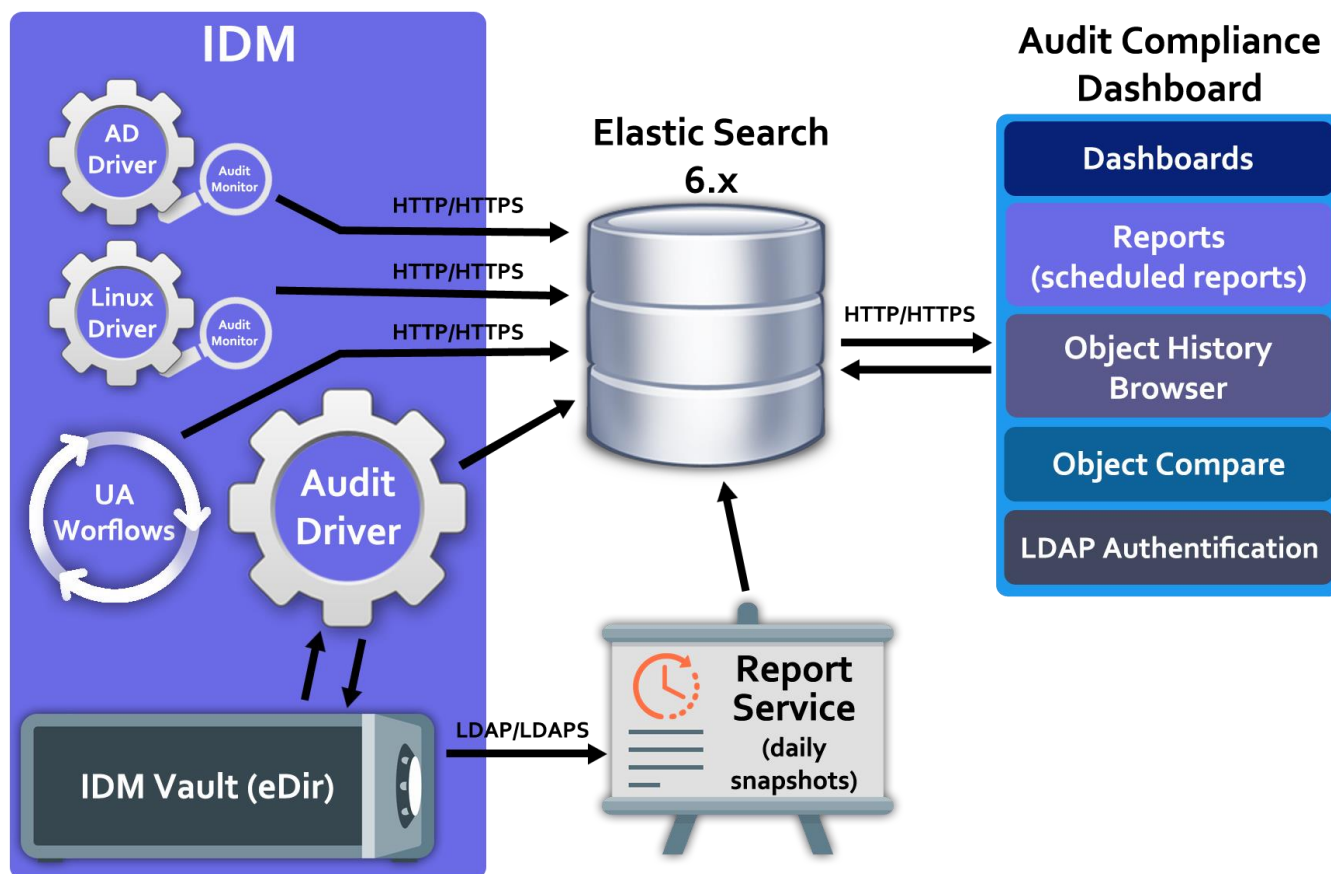 IDM
AD
Driver
Audit
Monitor
Linux
Driver
Audit
Monitor
UA
Worflows
Audit
Driver
IDM Vault (eDir)
HTTP/HTTPS
HTTP/HTTPS
HTTP/HTTPS
LDAP/LDAPS
Elastic Search
6.x
Report
Service
(daily
snapshots)
HTTP/HTTPS
Audit Compliance
Dashboard
Dashboards
Reports
(scheduled reports)
Object History
Browser
Object Compare
LDAP Authentification